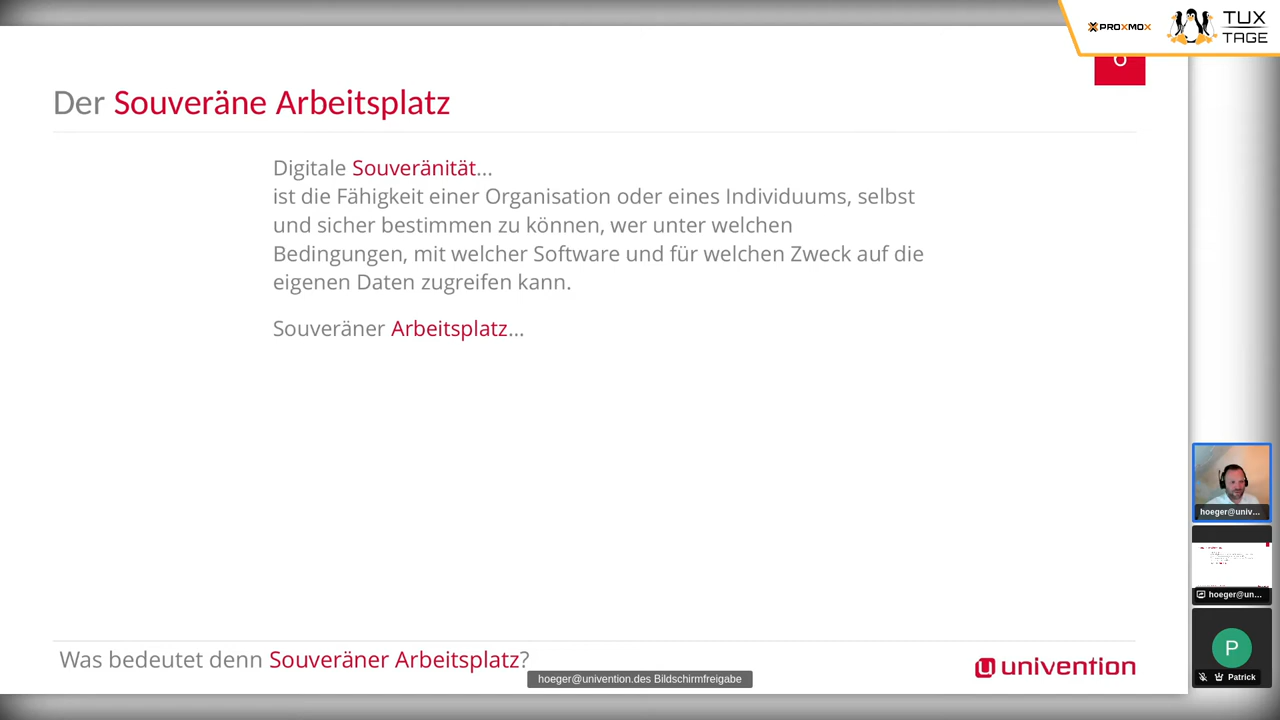 PROXMOX
TUX
TAGE
6
Der Souveräne Arbeitsplatz
Digitale Souveränität...
ist die Fähigkeit einer Organisation oder eines Individuums, selbst
und sicher bestimmen zu können, wer unter welchen
Bedingungen, mit welcher Software und für welchen Zweck auf die
eigenen Daten zugreifen kann.
Souveräner Arbeitsplatz...
hoeger@univ...
hoeger@un...
P
Patrick
Was bedeutet denn Souveräner Arbeitsplatz?
univention
hoeger@univention.des Bildschirmfreigabe